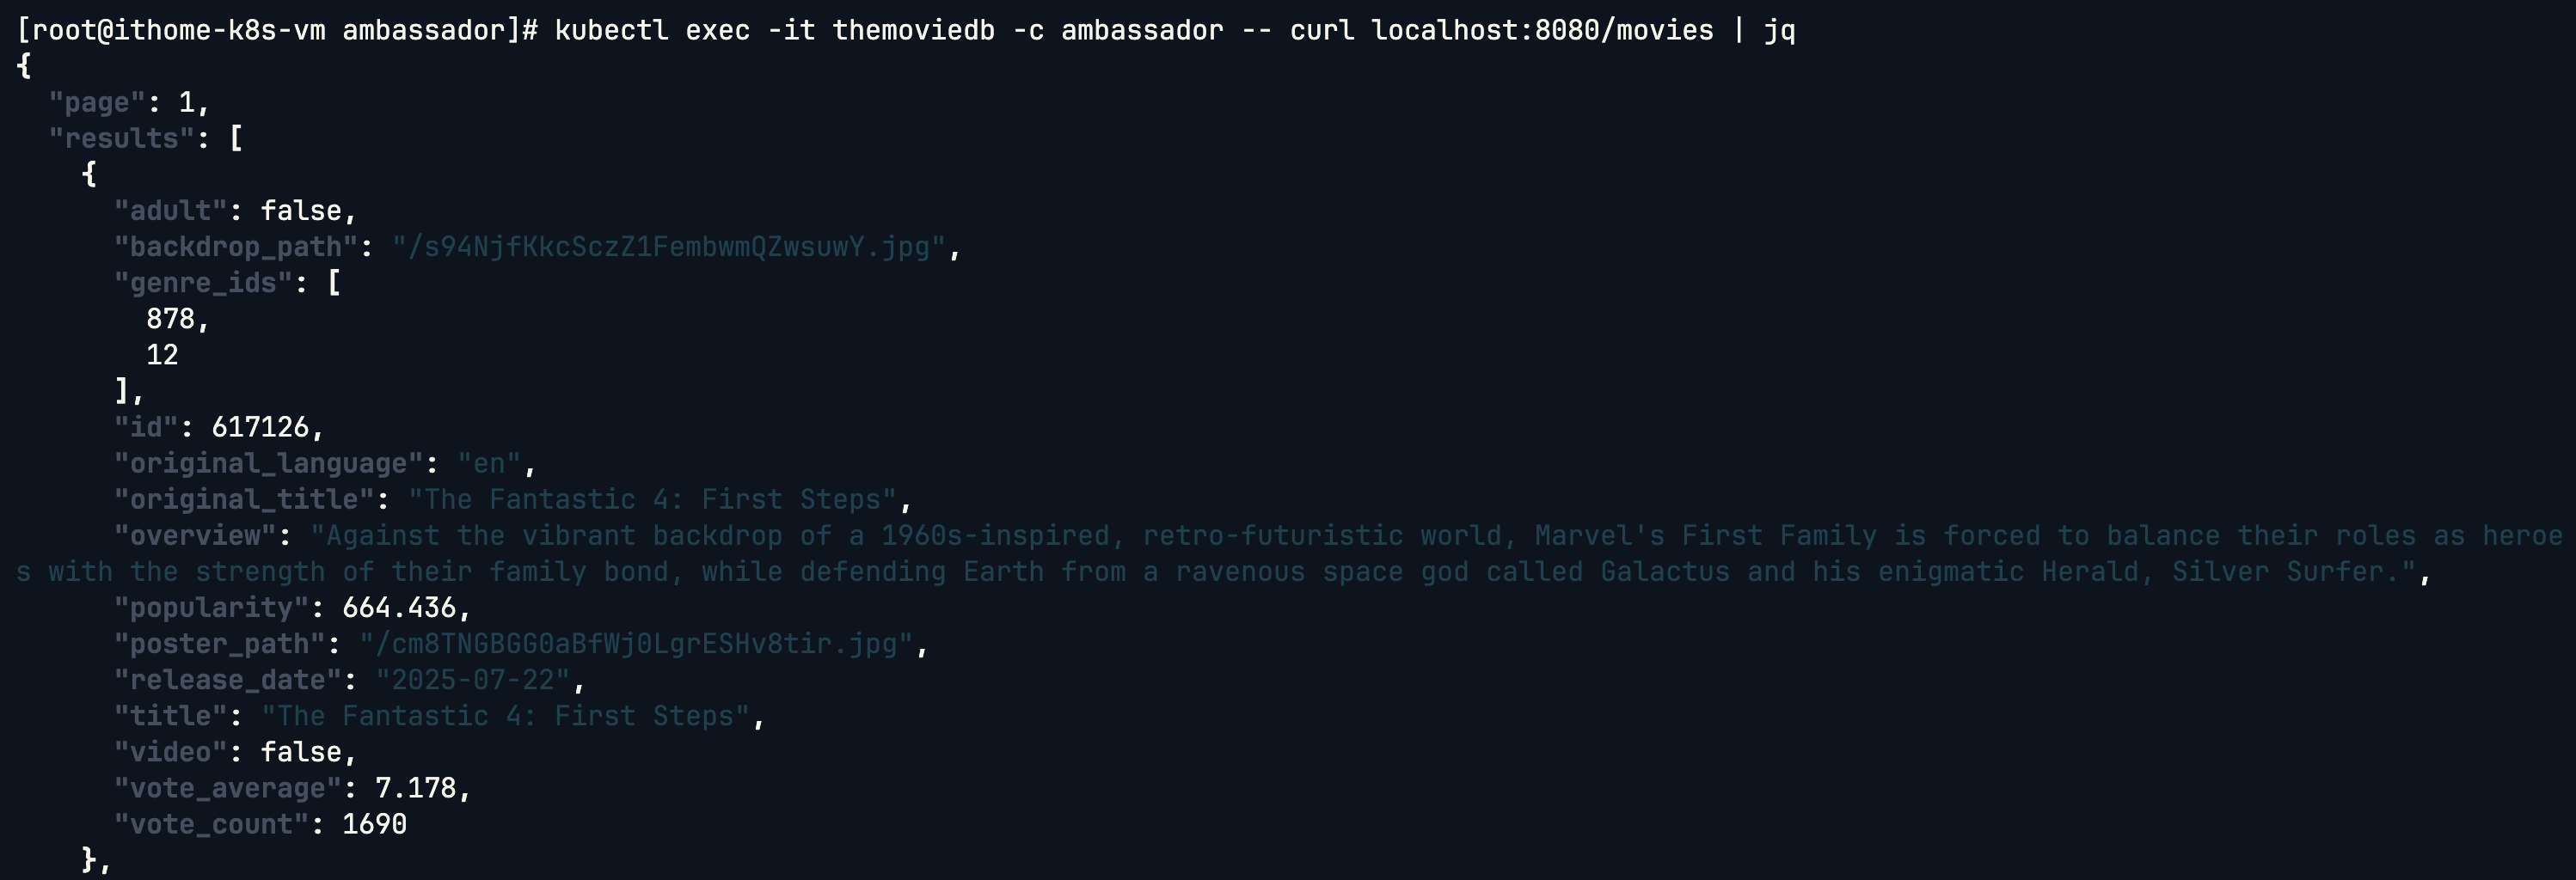 [root@ithome-k8s-vm ambassador]# kubectl exec -it themoviedb -c ambassador -- curl localhost:8080/movies | jq
{
  "page": 1,
  "results": [
    {
      "adult": false,
      "backdrop_path": "/s94NjfKkcSczZ1FembwmQZwsuwY.jpg",
      "genre_ids": [
        878,
        12
      ],
      "id": 617126,
      "original_language": "en",
      "original_title": "The Fantastic 4: First Steps",
      "overview": "Against the vibrant backdrop of a 1960s-inspired, retro-futuristic world, Marvel's First Family is forced to balance their roles as heroe
s with the strength of their family bond, while defending Earth from a ravenous space god called Galactus and his enigmatic Herald, Silver Surfer.",
      "popularity": 664.436,
      "poster_path": "/cm8TNGBGG0aBfWj0LgrESHv8tir.jpg",
      "release_date": "2025-07-22",
      "title": "The Fantastic 4: First Steps",
      "video": false,
      "vote_average": 7.178,
      "vote_count": 1690
    },